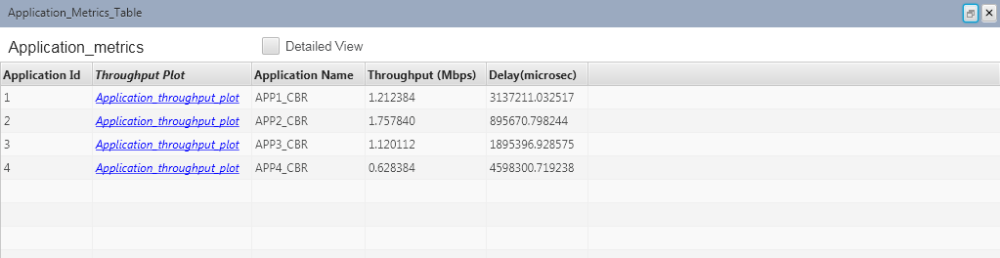 Application_Metrics_Table
Application_metrics Detailed View
Application Id Throughput Plot Application Name Throughput (Mbps) Delay(microsec)
1 Application_throughput_plot APP1_CBR 1.212384 3137211.032517
2 Application_throughput_plot APP2_CBR 1.757840 895670.798244
3 Application_throughput_plot APP3_CBR 1.120112 1895396.928575
4 Application_throughput_plot APP4_CBR 0.628384 4598300.719238